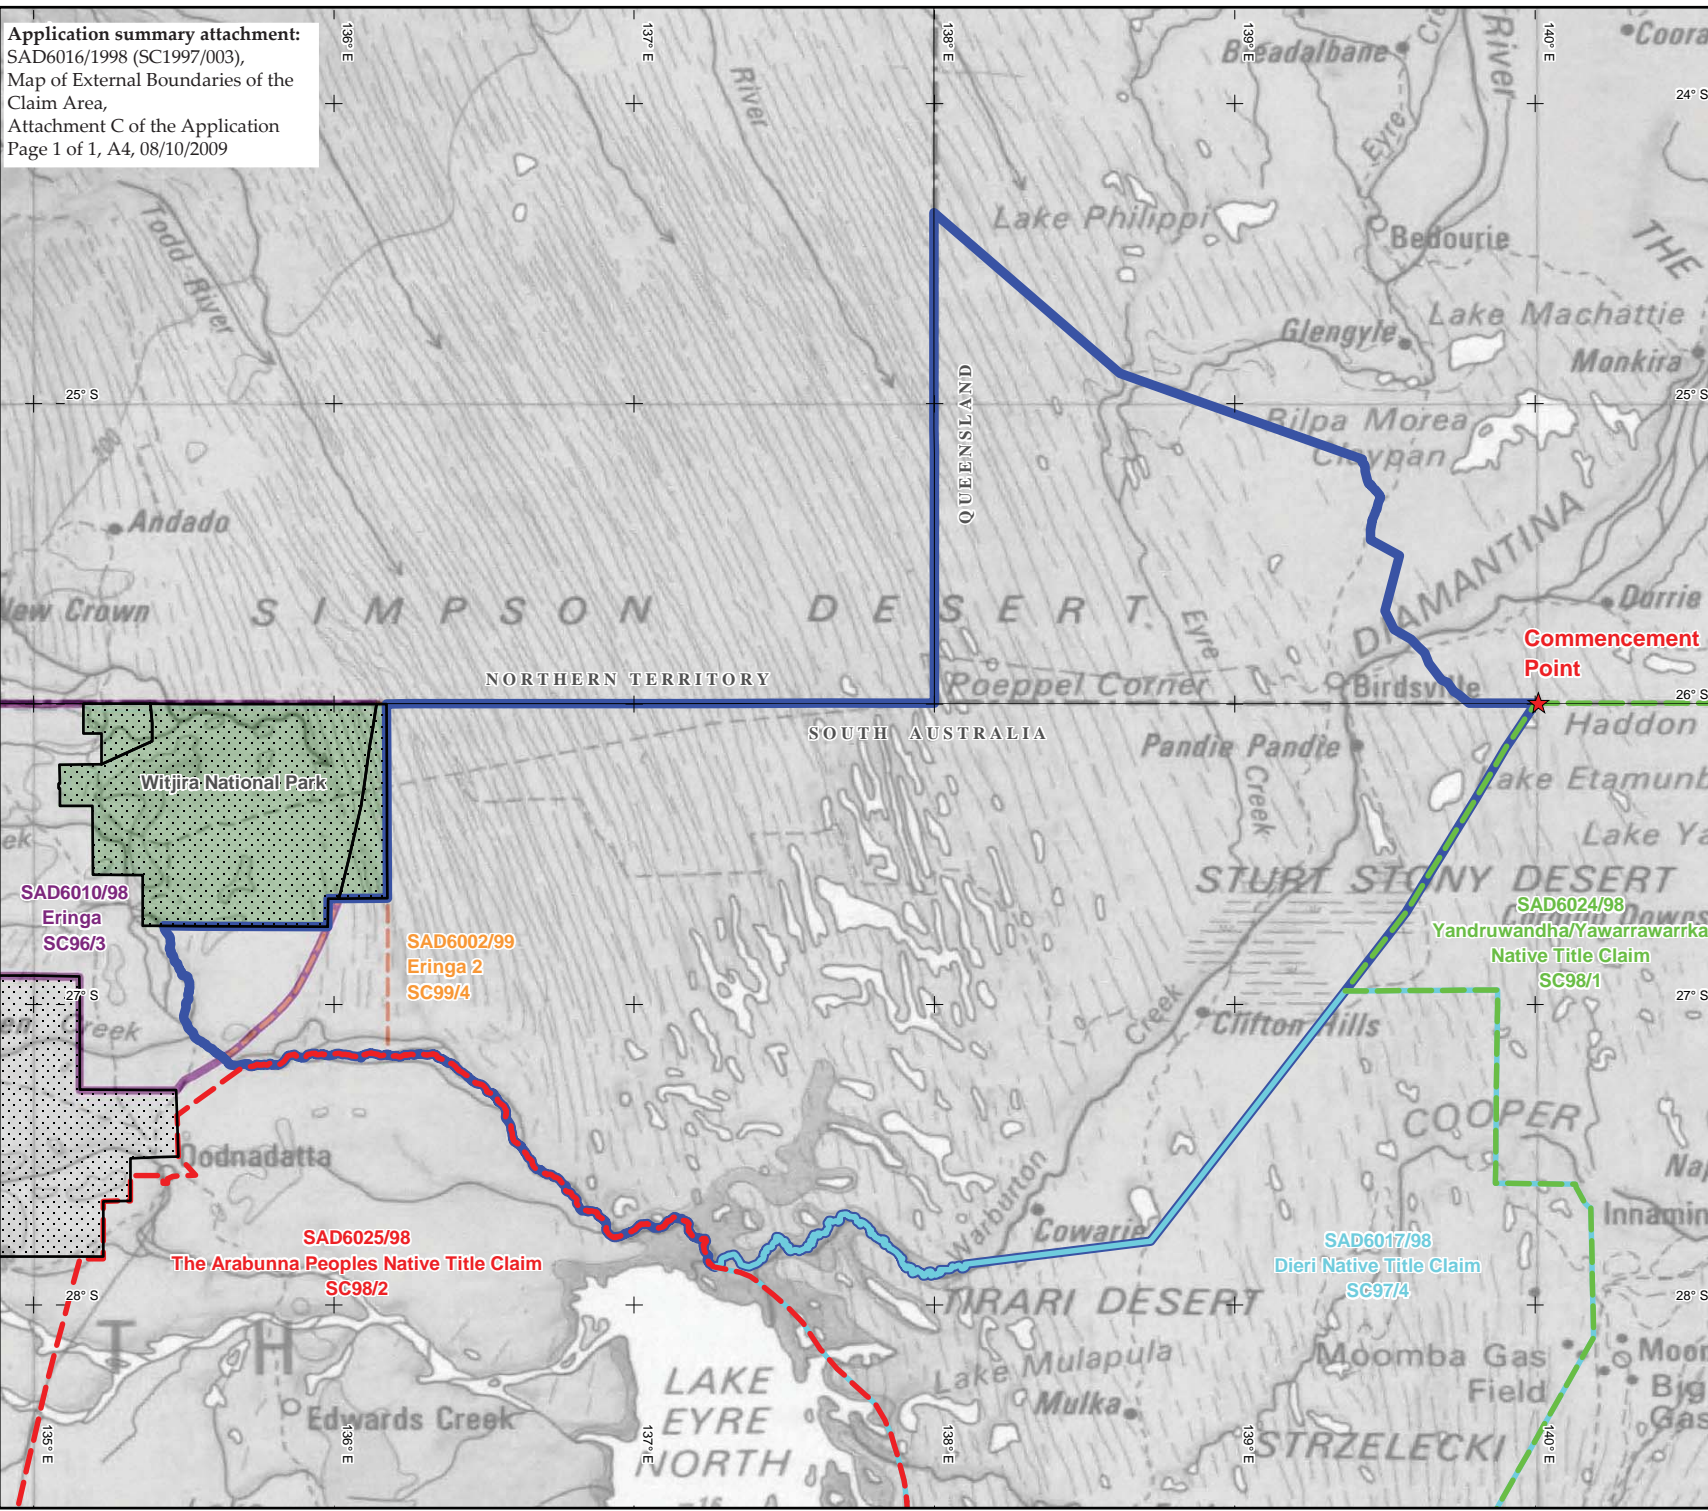 Application summary attachment:
SAD6016/1998 (SC1997/003),
Map of External Boundaries of the
Claim Area,
Attachment C of the Application
Page 1 of 1, A4, 08/10/2009
136° E
137° E
138° E
139° E
140° E
24° S
Breadalbane
River
River
Eyre
Lake Philippi
Bedourie
THE
Todd River
Lake Machattie
Glengyle
Monkira
25° S
25° S
QUEENSLAND
Bilpa Morea
Claypan
200
Andado
DIAMANTINA
New Crown
SIMPSON DESERT
Durrie
Eyre
Creek
Commencement
Point
NORTHERN TERRITORY
Poeppel Corner
Birdsville
26° S
SOUTH AUSTRALIA
Haddon
Pandie Pandie
Witjira National Park
Lake Etamunb
Lake Ya
STURT STONY DESERT
SAD6010/98
Eringa
SC96/3
SAD6024/98
Yandruwandha/Yawarrawarrka
Native Title Claim
SC98/1
SAD6002/99
Eringa 2
SC99/4
27° S
27° S
Creek
Creek
Clifton Hills
COOPER
Oodnadatta
Warburton
Cowarie
Innamin
SAD6025/98
The Arabunna Peoples Native Title Claim
SC98/2
SAD6017/98
Dieri Native Title Claim
SC97/4
28° S
28° S
TIRARI DESERT
T H
Lake Mulapula
Moomba Gas
Field
Moor
Big
Gas
LAKE
EYRE
NORTH
Mulka
Edwards Creek
STRZELECKI
135° E
136° E
137° E
138° E
139° E
140° E